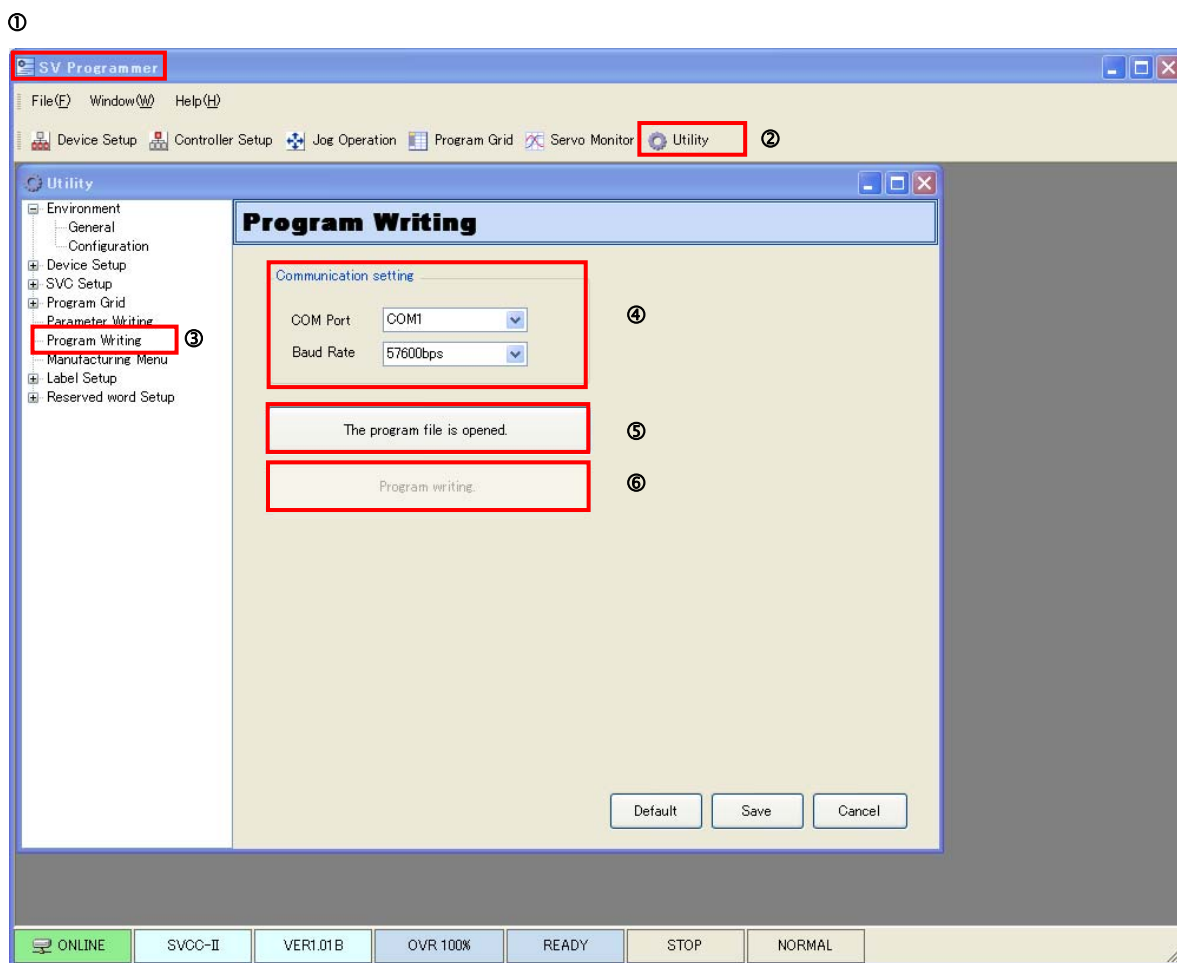 ①
SV Programmer
File(F) Window(W) Help(H)
Device Setup Controller Setup Jog Operation Program Grid Servo Monitor Utility ②
Utility
Environment
General
Configuration
Device Setup
SVC Setup
Program Grid
Parameter Writing
Program Writing ③
Manufacturing Menu
Label Setup
Reserved word Setup
Program Writing
Communication setting
COM Port COM1 ④
Baud Rate 57600bps
The program file is opened. ⑤
Program writing. ⑥
Default Save Cancel
ONLINE SVCC-II VER1.01B OVR 100% READY STOP NORMAL